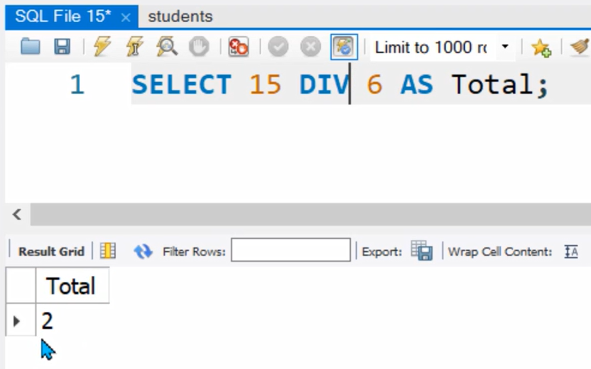 SQL File 15* × students
Limit to 1000 rc
1 SELECT 15 DIV 6 AS Total;
Result Grid Filter Rows: Export: Wrap Cell Content:
Total
2